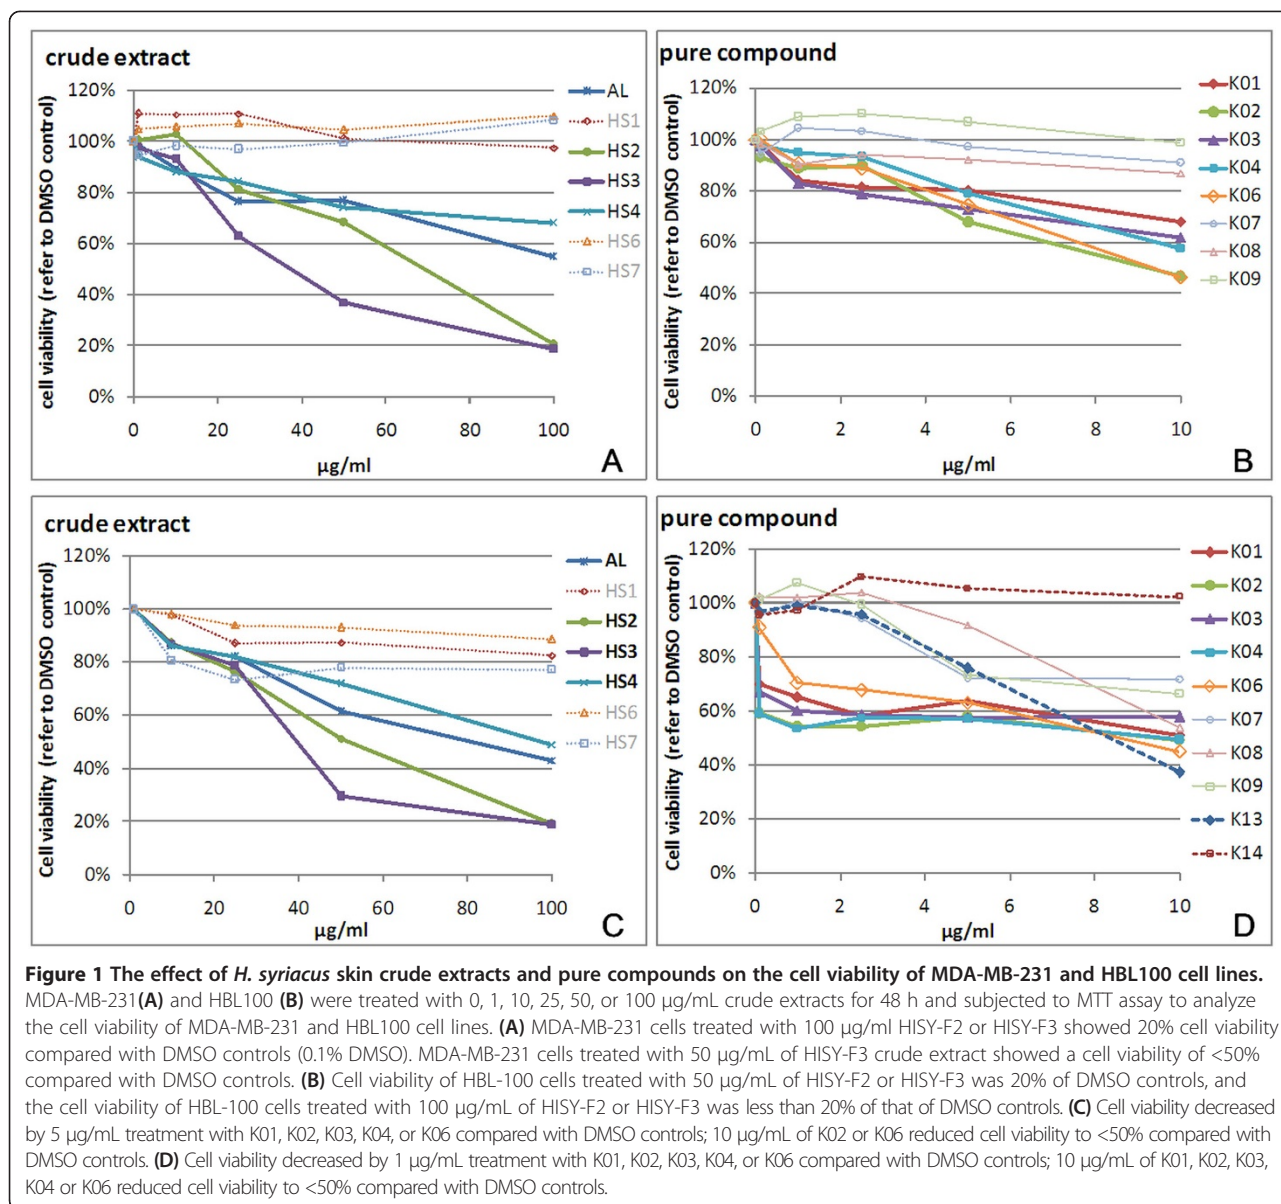 crude extract
120%
100%
80%
60%
40%
20%
0%
cell viability (refer to DMSO control)
0 20 40 60 80 100
µg/ml
AL
HS1
HS2
HS3
HS4
HS6
HS7
A
pure compound
120%
100%
80%
60%
40%
20%
0%
Cell viability (refer to DMSO control)
0 2 4 6 8 10
µg/ml
K01
K02
K03
K04
K06
K07
K08
K09
B
crude extract
120%
100%
80%
60%
40%
20%
0%
Cell viability (refer to DMSO control)
0 20 40 60 80 100
µg/ml
AL
HS1
HS2
HS3
HS4
HS6
HS7
C
pure compound
120%
100%
80%
60%
40%
20%
0%
Cell viability (refer to DMSO control)
0 2 4 6 8 10
µg/ml
K01
K02
K03
K04
K06
K07
K08
K09
K13
K14
D
Figure 1 The effect of H. syriacus skin crude extracts and pure compounds on the cell viability of MDA-MB-231 and HBL100 cell lines.
MDA-MB-231(A) and HBL100 (B) were treated with 0, 1, 10, 25, 50, or 100 µg/mL crude extracts for 48 h and subjected to MTT assay to analyze
the cell viability of MDA-MB-231 and HBL100 cell lines. (A) MDA-MB-231 cells treated with 100 µg/ml HISY-F2 or HISY-F3 showed 20% cell viability
compared with DMSO controls (0.1% DMSO). MDA-MB-231 cells treated with 50 µg/mL of HISY-F3 crude extract showed a cell viability of <50%
compared with DMSO controls. (B) Cell viability of HBL-100 cells treated with 50 µg/mL of HISY-F2 or HISY-F3 was 20% of DMSO controls, and
the cell viability of HBL-100 cells treated with 100 µg/mL of HISY-F2 or HISY-F3 was less than 20% of that of DMSO controls. (C) Cell viability decreased
by 5 µg/mL treatment with K01, K02, K03, K04, or K06 compared with DMSO controls; 10 µg/mL of K02 or K06 reduced cell viability to <50% compared with
DMSO controls. (D) Cell viability decreased by 1 µg/mL treatment with K01, K02, K03, K04, or K06 compared with DMSO controls; 10 µg/mL of K01, K02, K03,
K04 or K06 reduced cell viability to <50% compared with DMSO controls.